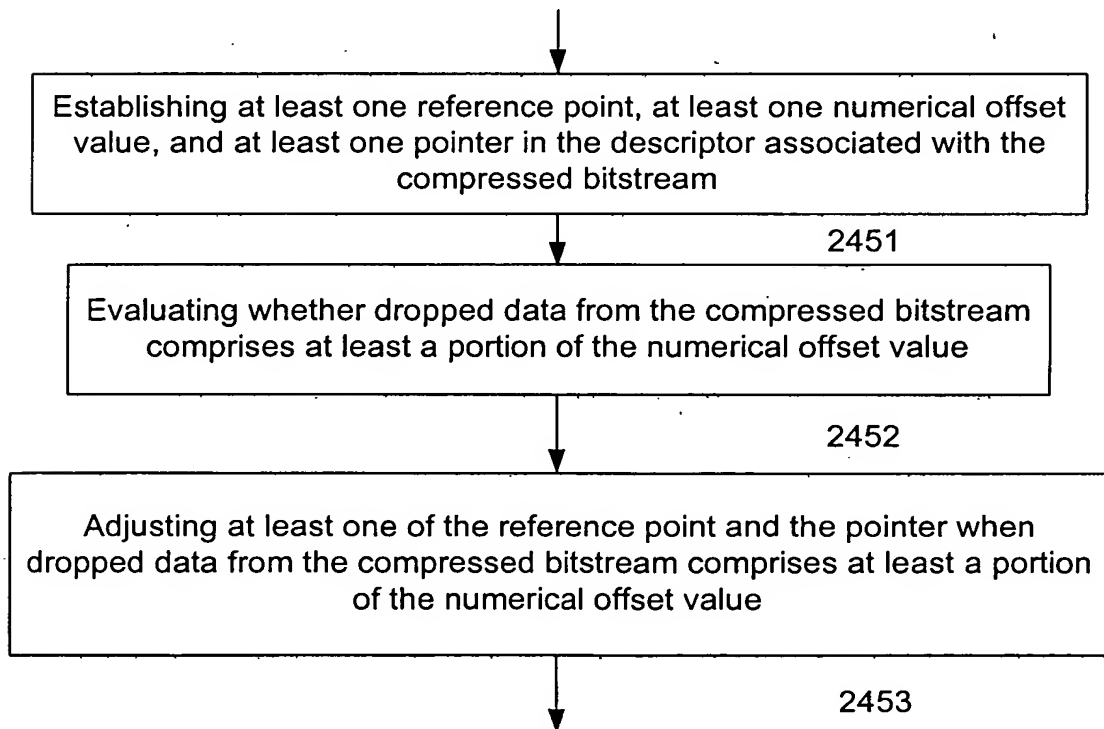 Establishing at least one reference point, at least one numerical offset
value, and at least one pointer in the descriptor associated with the
compressed bitstream
2451
Evaluating whether dropped data from the compressed bitstream
comprises at least a portion of the numerical offset value
2452
Adjusting at least one of the reference point and the pointer when
dropped data from the compressed bitstream comprises at least a portion
of the numerical offset value
2453